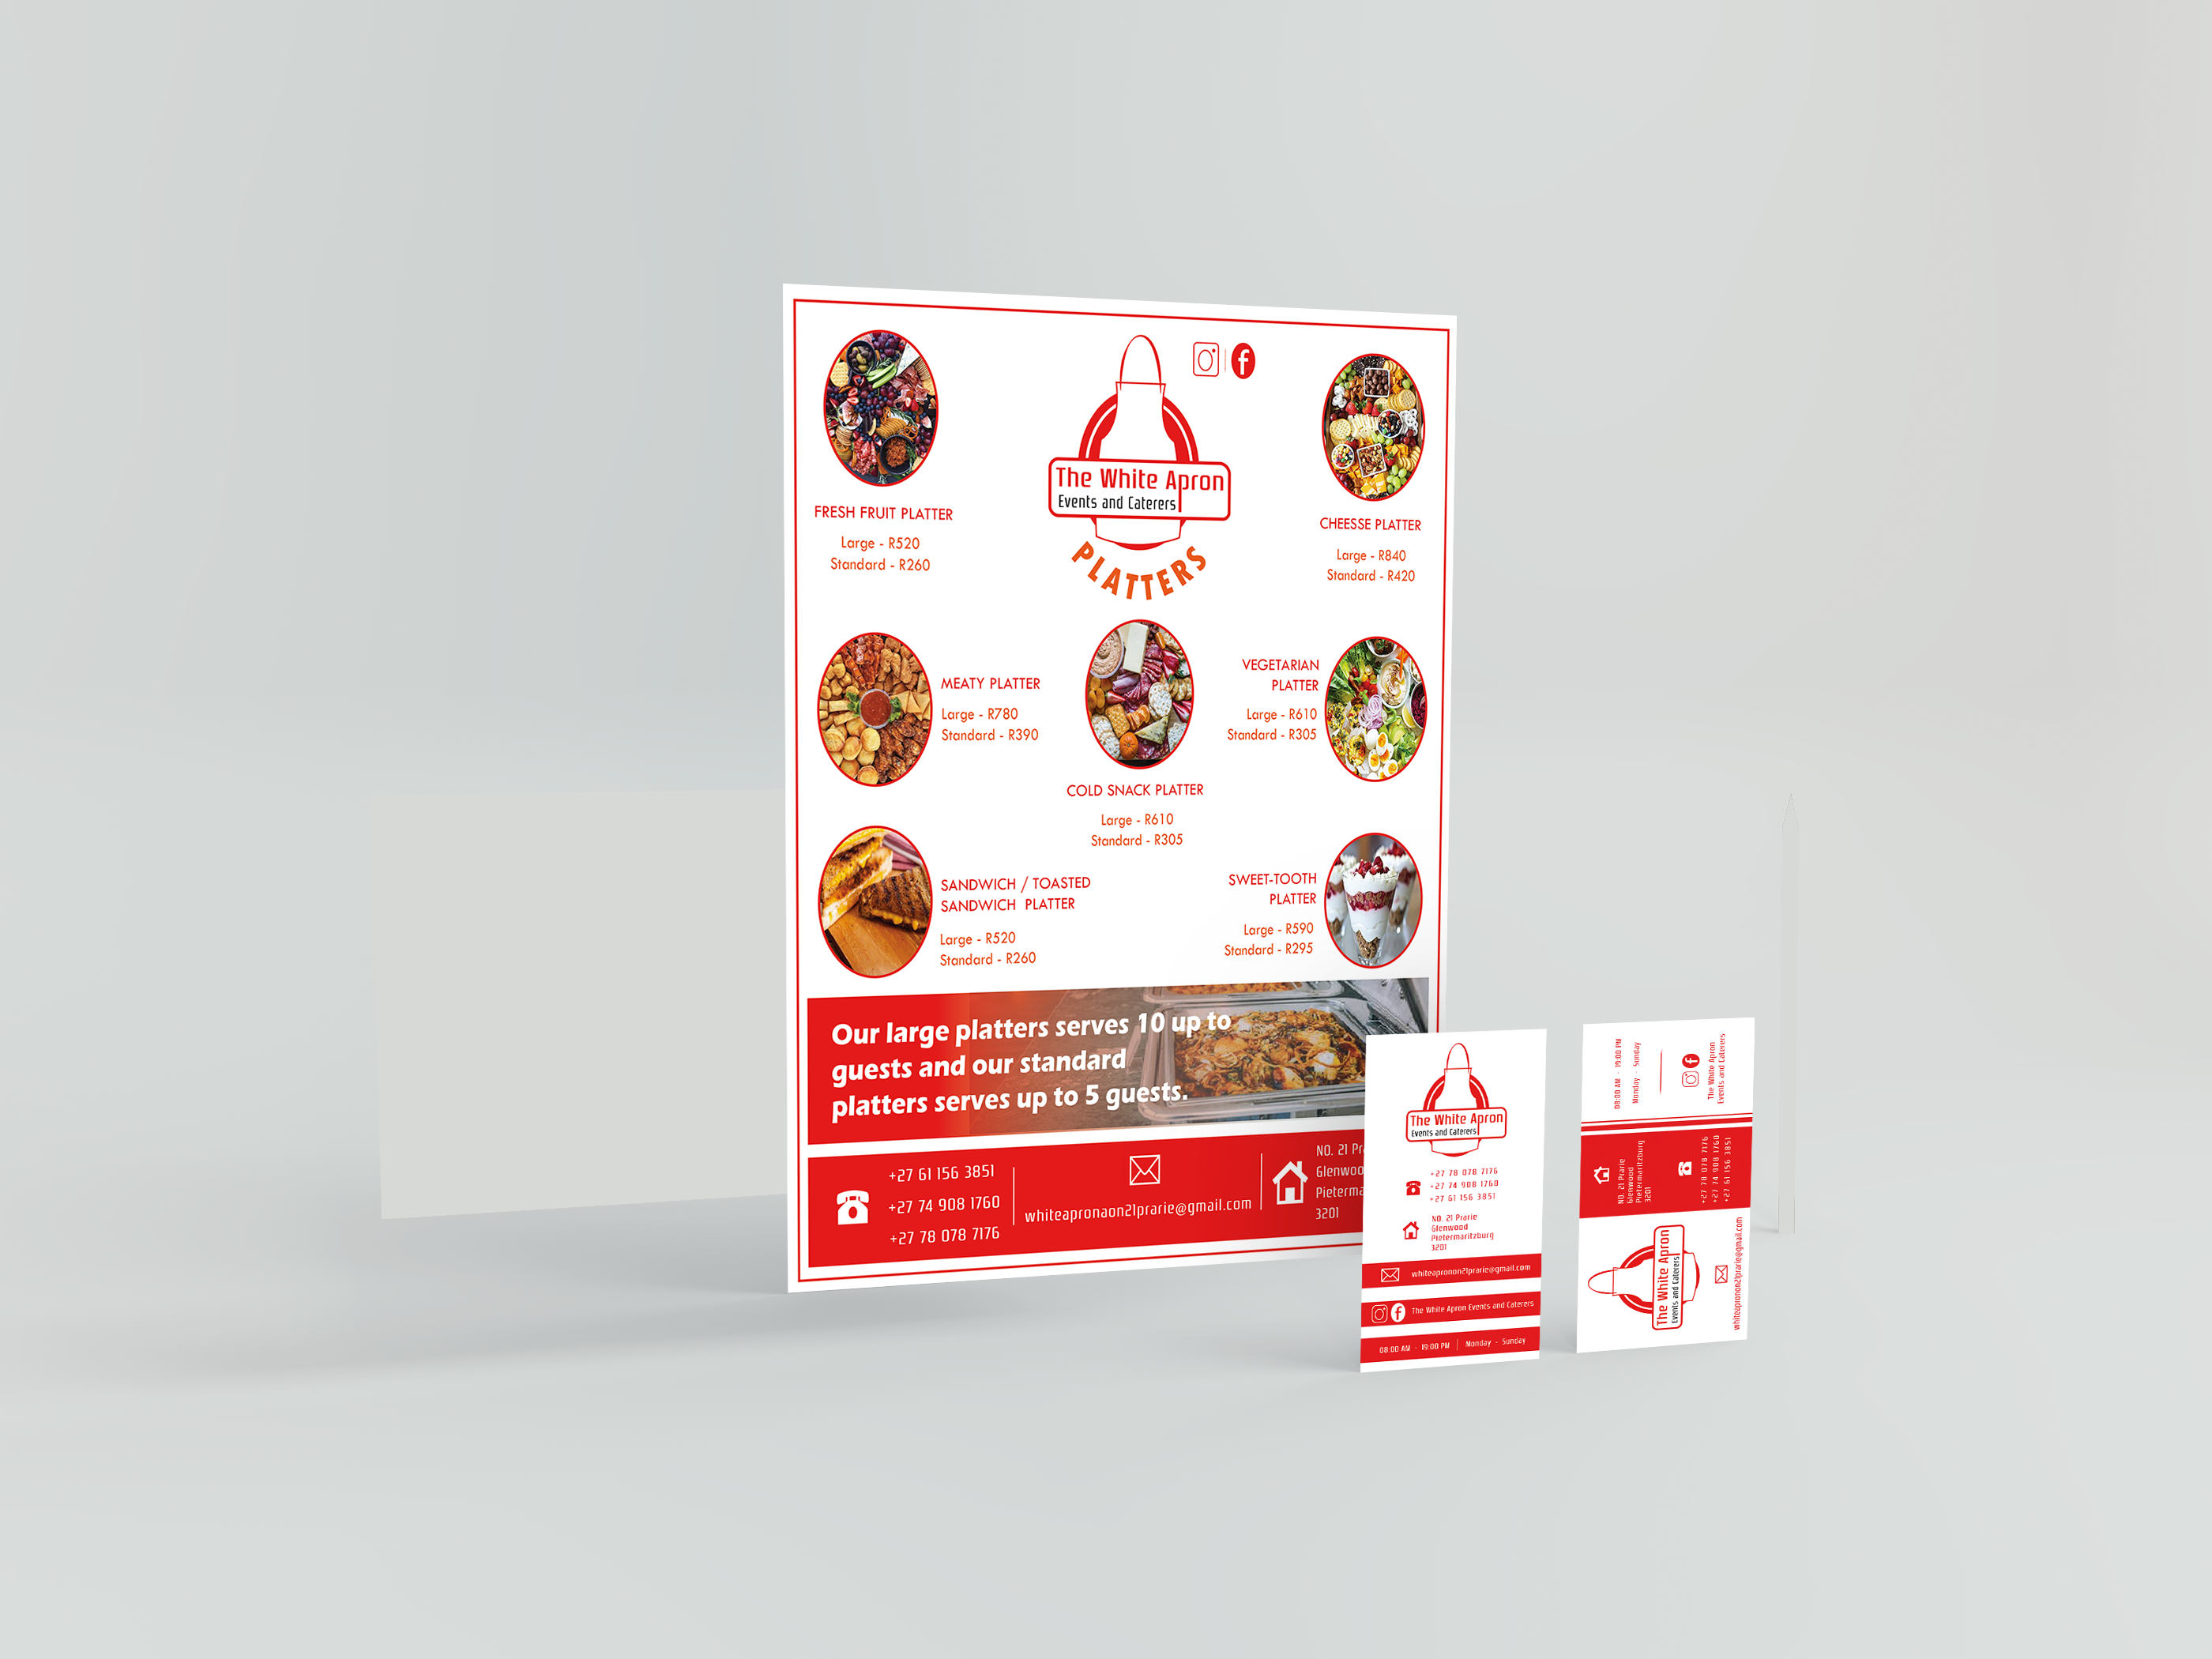 The White Apron
Events and Caterers
PLATTERS
FRESH FRUIT PLATTER
Large - R520
Standard - R260
CHEESSE PLATTER
Large - R840
Standard - R420
MEATY PLATTER
Large - R780
Standard - R390
COLD SNACK PLATTER
Large - R610
Standard - R305
VEGETARIAN
PLATTER
Large - R610
Standard - R305
SANDWICH / TOASTED
SANDWICH PLATTER
Large - R520
Standard - R260
SWEET-TOOTH
PLATTER
Large - R590
Standard - R295
Our large platters serves 10 up to
guests and our standard
platters serves up to 5 guests.
+27 61 156 3851
+27 74 908 1760
+27 78 078 7176
whiteapronaon21prarie@gmail.com
NO. 21
3201
The White Apron
Events and Caterers
+27 78 078 7176
+27 74 908 1760
+27 61 156 3851
NO. 21 Prarie
Glenwood
Pietermaritzburg
3201
whiteapronon21prarie@gmail.com
The White Apron Events and Caterers
08:00 AM - 19:00 PM | Monday - Sunday
The White Apron
Events and Caterers
whiteapronon21prarie@gmail.com
NO. 21 Prarie
Glenwood
Pietermaritzburg
3201
+27 78 078 7176
+27 74 908 1760
+27 61 156 3851
08:00 AM - 19:00 PM
Monday - Sunday
The White Apron
Events and Caterers